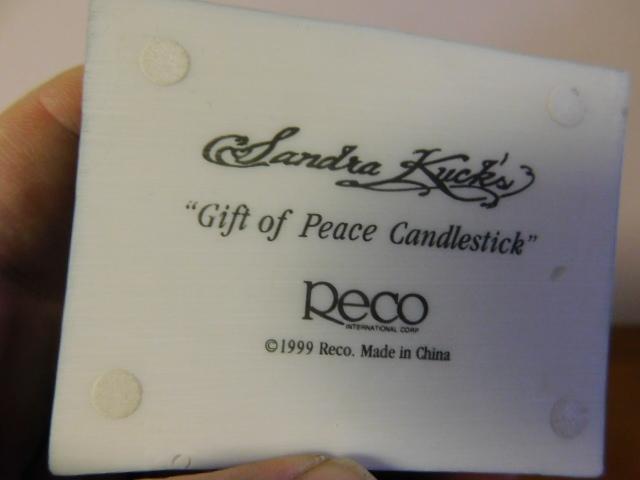 Sandra Kuck's
"Gift of Peace Candlestick"
Reco
INTERNATIONAL CORP
©1999 Reco. Made in China